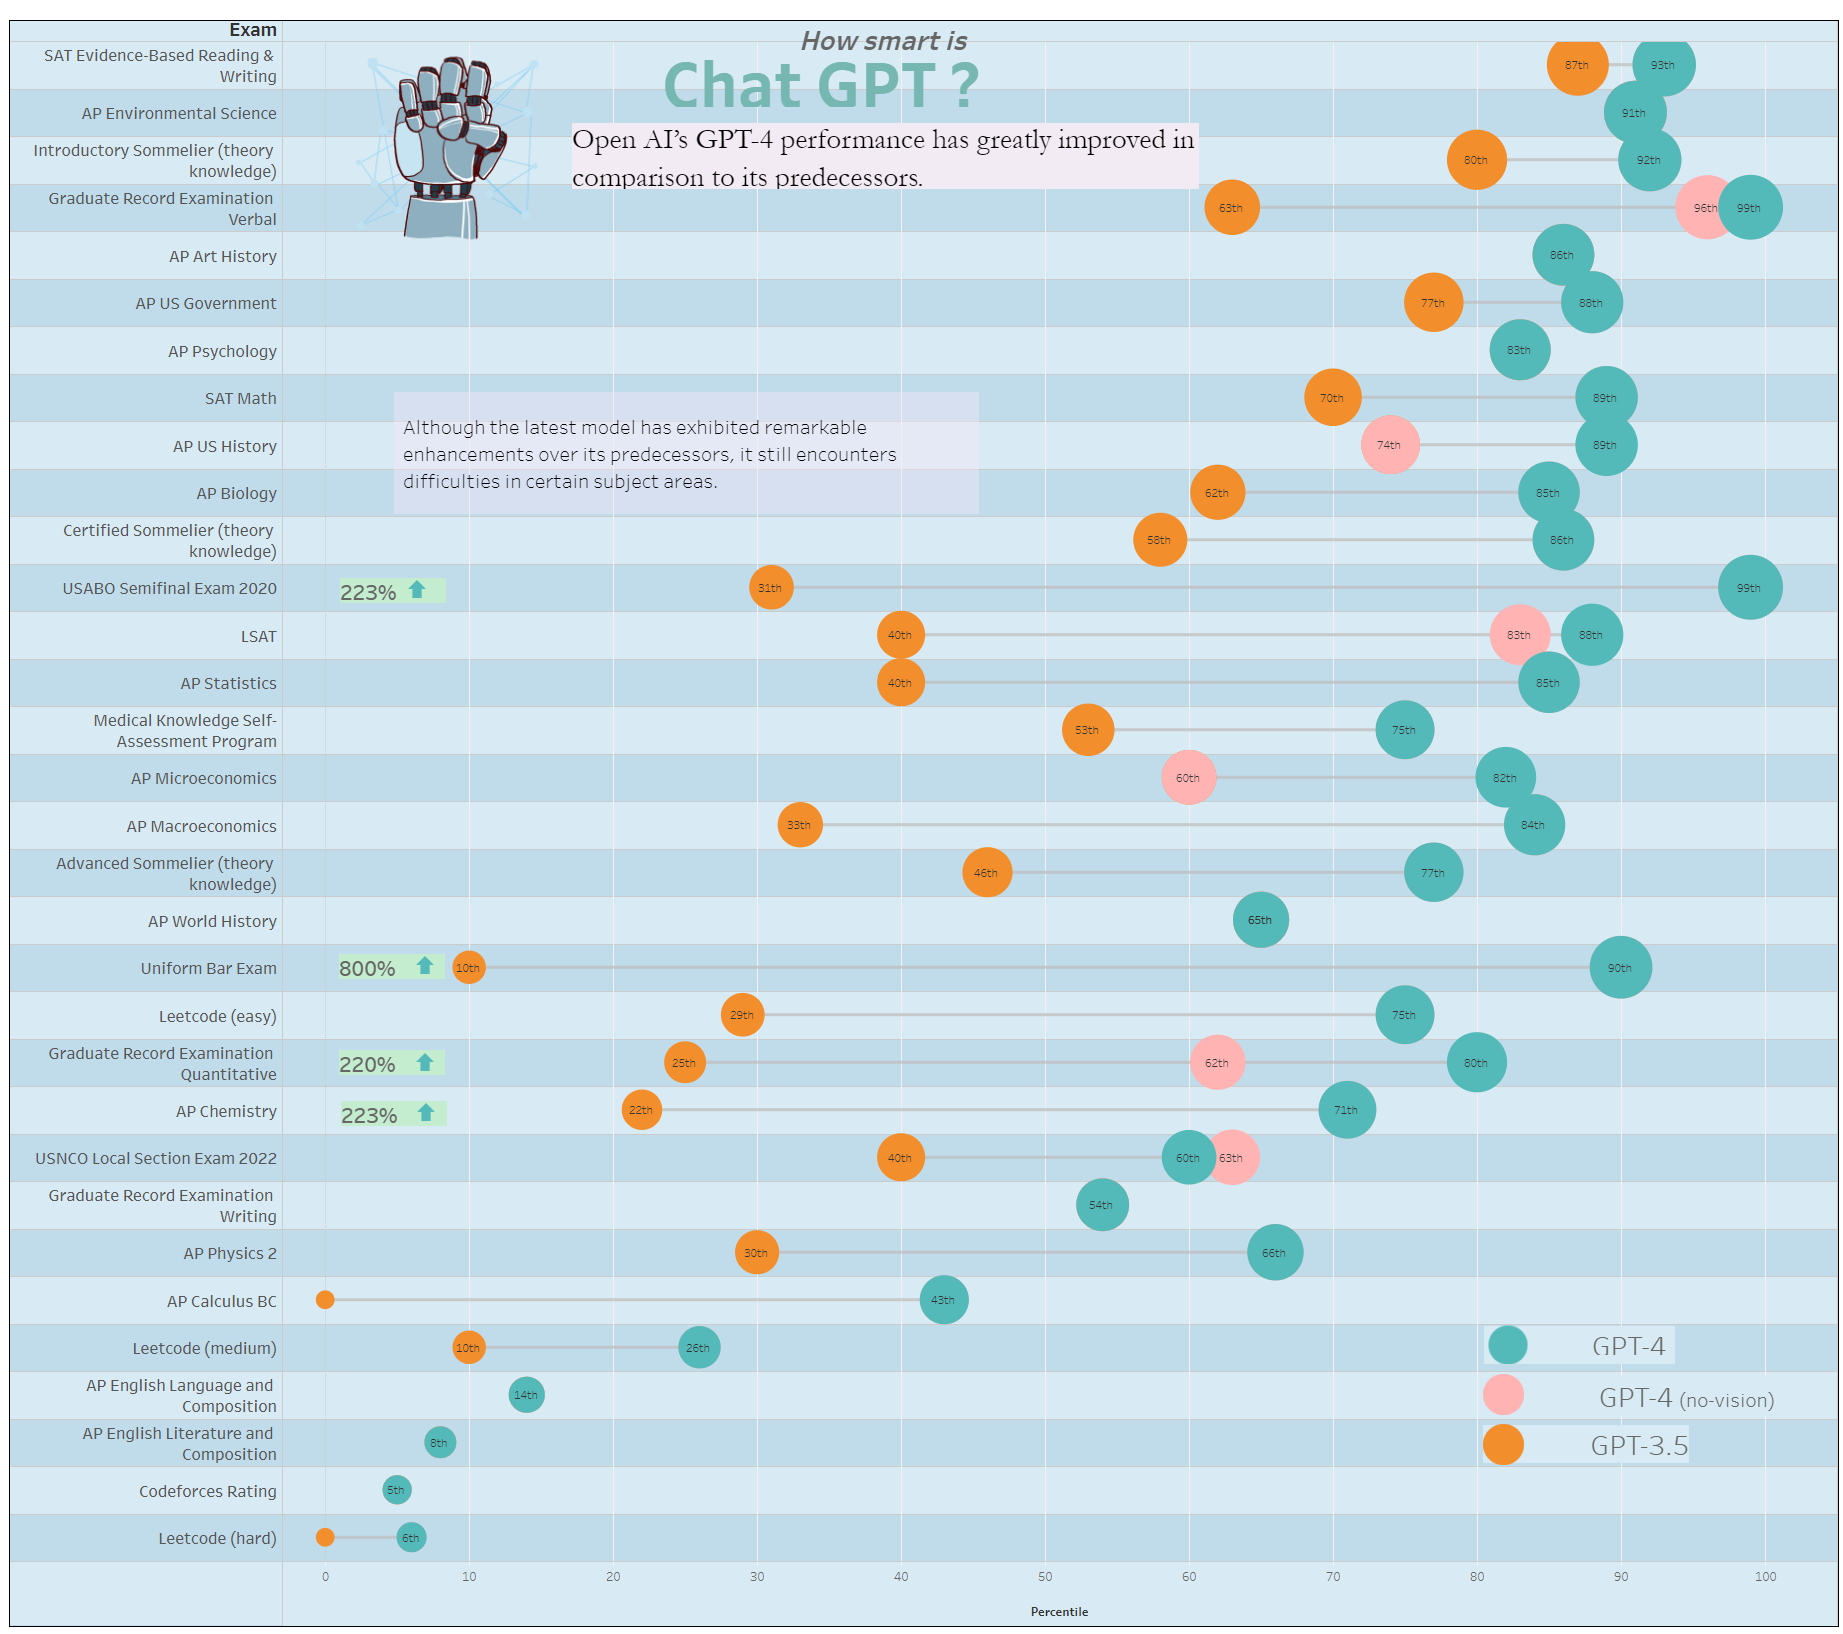 Exam
How smart is
Chat GPT ?
Open AI's GPT-4 performance has greatly improved in
comparison to its predecessors.
SAT Evidence-Based Reading &
Writing
87th 93th
AP Environmental Science
91th
Introductory Sommelier (theory
knowledge)
80th 92th
Graduate Record Examination
Verbal
63th 96th 99th
AP Art History
86th
AP US Government
77th 88th
AP Psychology
83th
SAT Math
70th 89th
Although the latest model has exhibited remarkable
enhancements over its predecessors, it still encounters
difficulties in certain subject areas.
AP US History
74th 89th
AP Biology
62th 85th
Certified Sommelier (theory
knowledge)
58th 86th
USABO Semifinal Exam 2020
223% 31th 99th
LSAT
40th 83th 88th
AP Statistics
40th 85th
Medical Knowledge Self-
Assessment Program
53th 75th
AP Microeconomics
60th 82th
AP Macroeconomics
33th 84th
Advanced Sommelier (theory
knowledge)
46th 77th
AP World History
65th
Uniform Bar Exam
800% 10th 90th
Leetcode (easy)
29th 75th
Graduate Record Examination
Quantitative
220% 25th 62th 80th
AP Chemistry
223% 22th 71th
USNCO Local Section Exam 2022
40th 60th 63th
Graduate Record Examination
Writing
54th
AP Physics 2
30th 66th
AP Calculus BC
43th
Leetcode (medium)
10th 26th
AP English Language and
Composition
14th
AP English Literature and
Composition
8th
Codeforces Rating
5th
Leetcode (hard)
6th
GPT-4
GPT-4 (no-vision)
GPT-3.5
0 10 20 30 40 50 60 70 80 90 100
Percentile